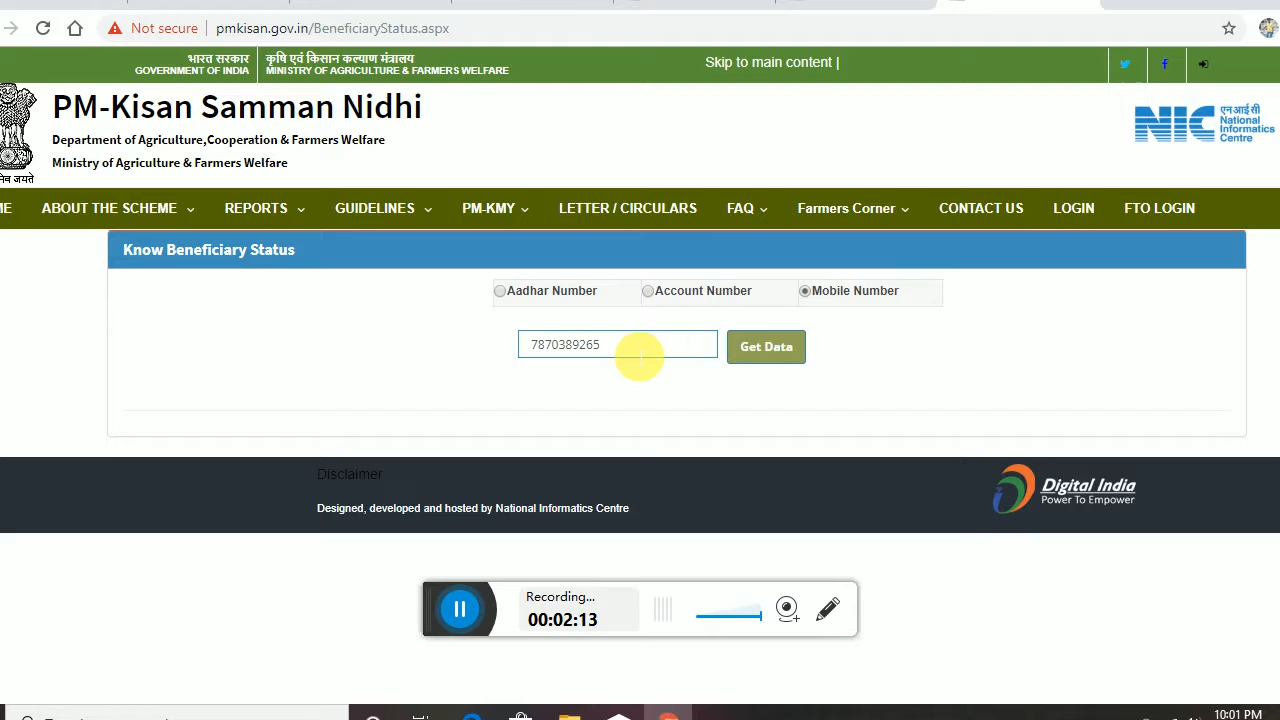 Not secure | pmkisan.gov.in/BeneficiaryStatus.aspx
भारत सरकार
GOVERNMENT OF INDIA
कृषि एवं किसान कल्याण मंत्रालय
MINISTRY OF AGRICULTURE & FARMERS WELFARE
Skip to main content |
PM-Kisan Samman Nidhi
Department of Agriculture,Cooperation & Farmers Welfare
Ministry of Agriculture & Farmers Welfare
NIC एनआईसी
National
Informatics
Centre
ABOUT THE SCHEME REPORTS GUIDELINES PM-KMY LETTER / CIRCULARS FAQ Farmers Corner CONTACT US LOGIN FTO LOGIN
Know Beneficiary Status
Aadhar Number Account Number Mobile Number
7870389265 Get Data
Disclaimer
Designed, developed and hosted by National Informatics Centre
Digital India
Power To Empower
Recording...
00:02:13
10:01 PM